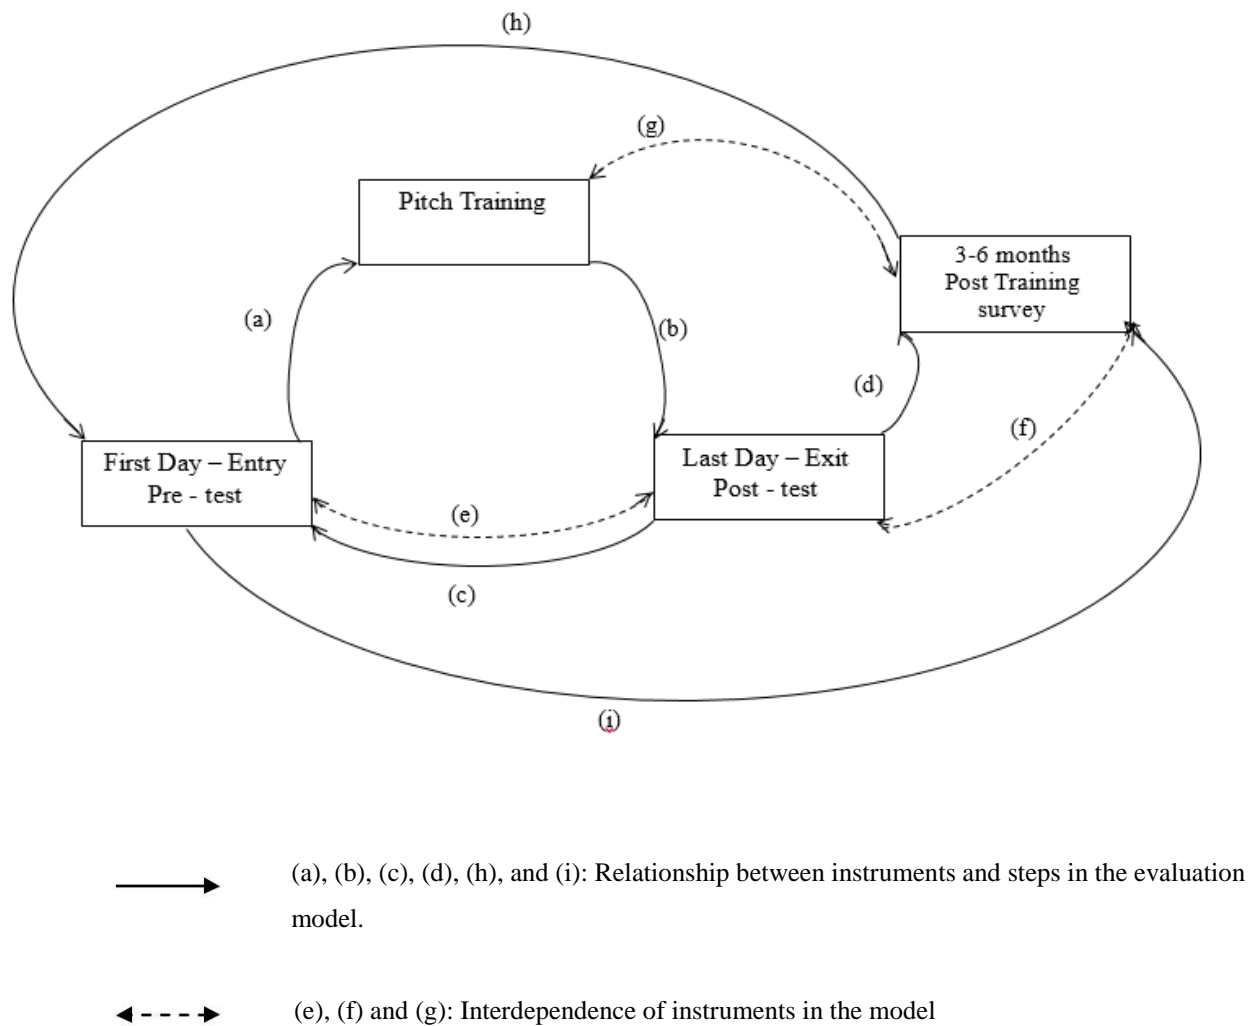 (h)
(g)
Pitch Training
3-6 months
Post Training
survey
(a)
(b)
(d)
(f)
First Day – Entry
Pre - test
Last Day – Exit
Post - test
(e)
(c)
(i)
(a), (b), (c), (d), (h), and (i): Relationship between instruments and steps in the evaluation
model.
(e), (f) and (g): Interdependence of instruments in the model